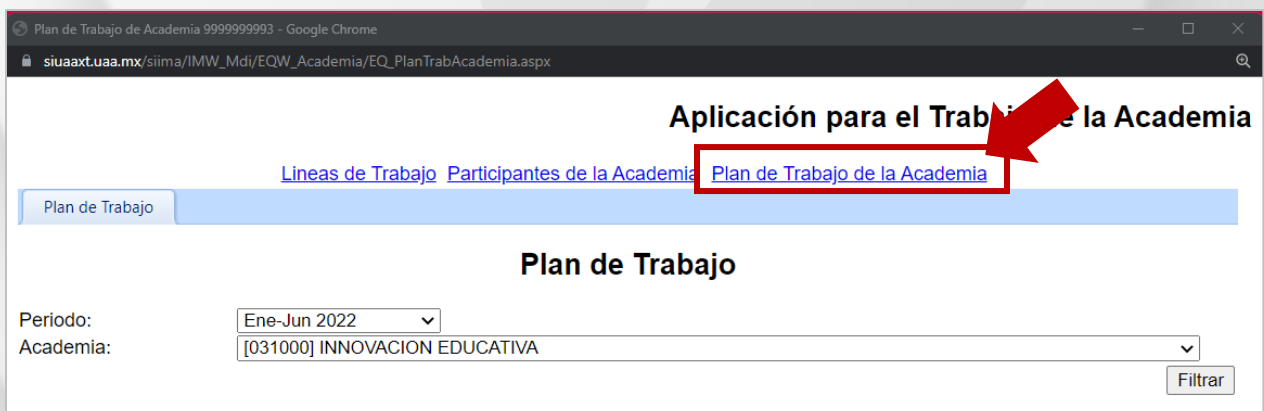 Plan de Trabajo de Academia 9999999993 - Google Chrome
siuaaxt.uaa.mx/siima/IMW_Mdi/EQW_Academia/EQ_PlanTrabAcademia.aspx
Aplicación para el e la Academia
Lineas de Trabajo Participantes de la Academia Plan de Trabajo de la Academia
Plan de Trabajo
Plan de Trabajo
Periodo: Ene-Jun 2022
Academia: [031000] INNOVACION EDUCATIVA
Filtrar